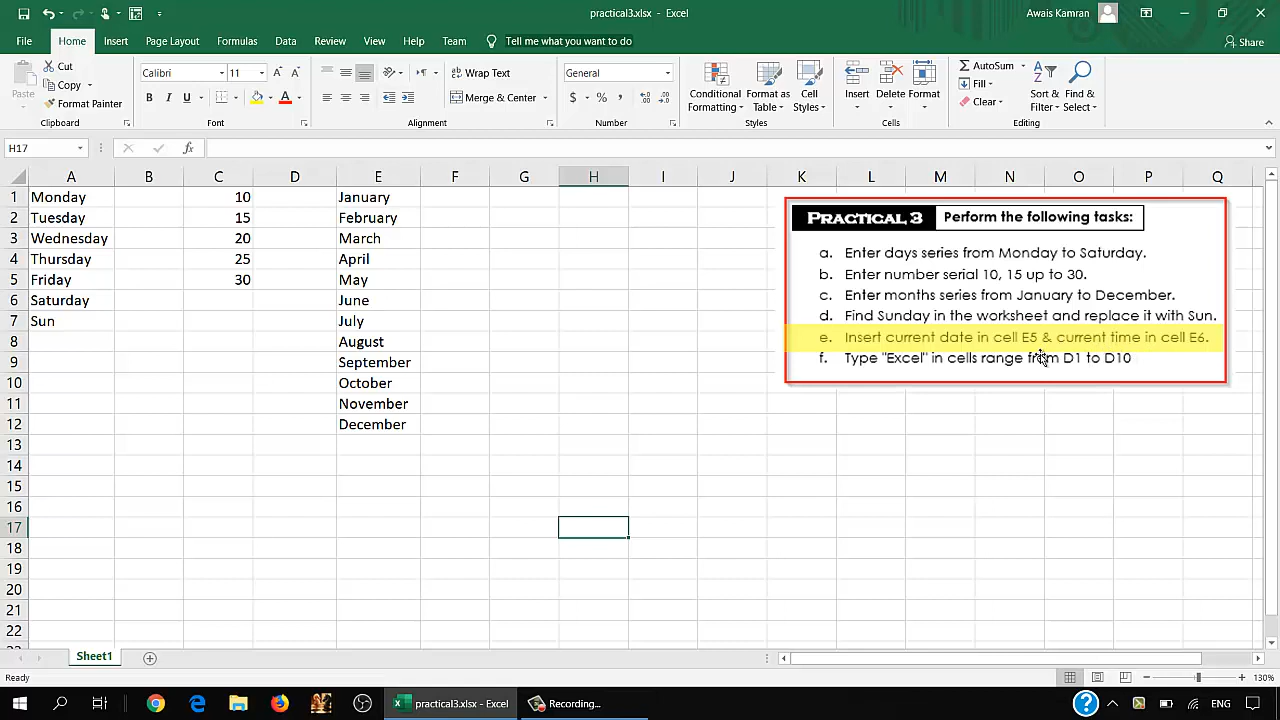 practical3.xlsx - Excel
Awais Kamran
File Home Insert Page Layout Formulas Data Review View Help Team Tell me what you want to do Share
Paste Cut Copy Format Painter Clipboard
Calibri 11 B I U A Font
Wrap Text Merge & Center Alignment
General $ % , Number
Conditional Formatting Format as Table Cell Styles Styles
Insert Delete Format Cells
AutoSum Fill Clear Sort & Filter Find & Select Editing
H17 fx
A B C D E F G H I J K L M N O P Q
1 Monday 10 January
2 Tuesday 15 February
3 Wednesday 20 March
4 Thursday 25 April
5 Friday 30 May
6 Saturday June
7 Sun July
8 August
9 September
10 October
11 November
12 December
13
14
15
16
17
18
19
20
21
22
PRACTICAL 3 Perform the following tasks:
a. Enter days series from Monday to Saturday.
b. Enter number serial 10, 15 up to 30.
c. Enter months series from January to December.
d. Find Sunday in the worksheet and replace it with Sun.
e. Insert current date in cell E5 & current time in cell E6.
f. Type "Excel" in cells range from D1 to D10
Sheet1
Ready 130%
practical3.xlsx - Excel Recording... ENG